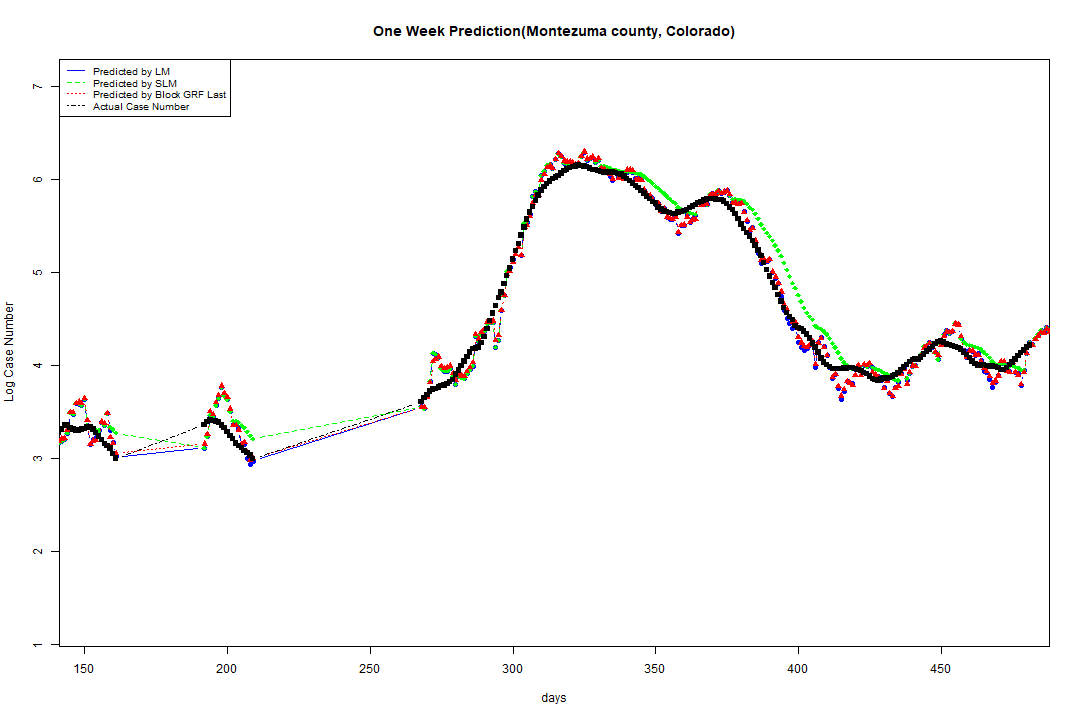 One Week Prediction(Montezuma county, Colorado)
Predicted by LM
Predicted by SLM
Predicted by Block GRF Last
Actual Case Number
7
6
5
4
3
2
1
Log Case Number
150 200 250 300 350 400 450
days